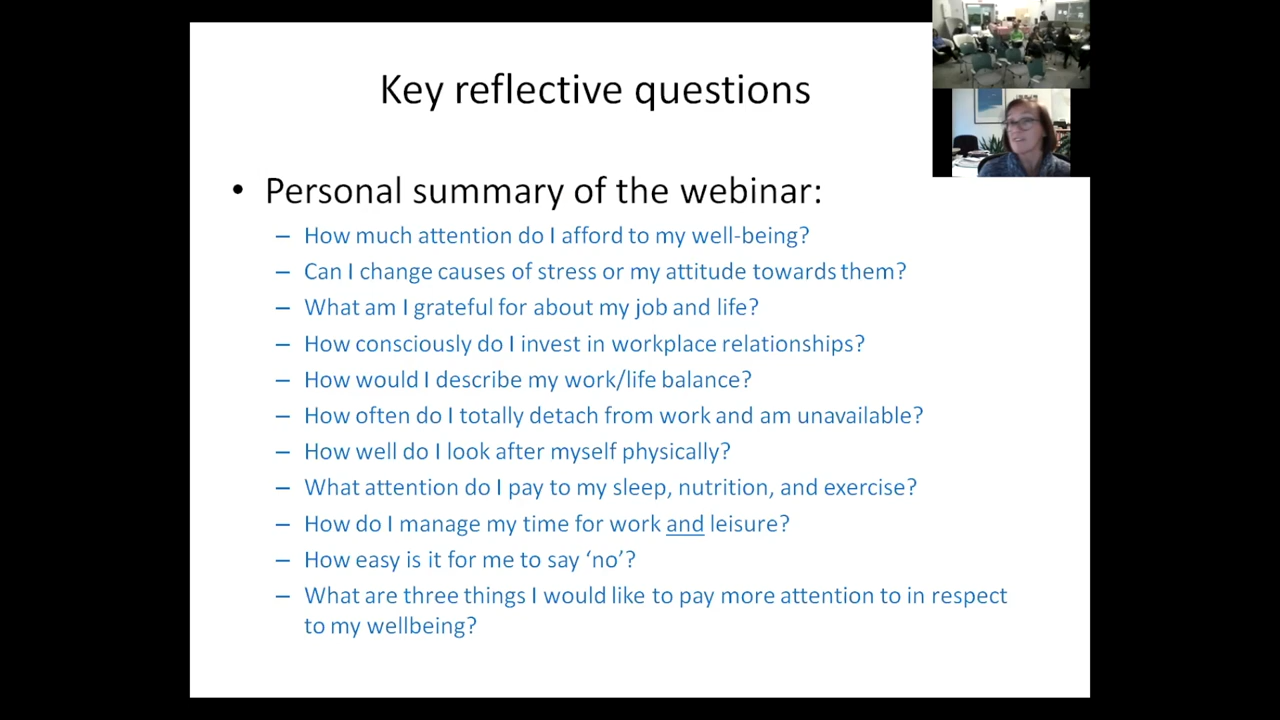 Key reflective questions
• Personal summary of the webinar:
– How much attention do I afford to my well-being?
– Can I change causes of stress or my attitude towards them?
– What am I grateful for about my job and life?
– How consciously do I invest in workplace relationships?
– How would I describe my work/life balance?
– How often do I totally detach from work and am unavailable?
– How well do I look after myself physically?
– What attention do I pay to my sleep, nutrition, and exercise?
– How do I manage my time for work and leisure?
– How easy is it for me to say ‘no’?
– What are three things I would like to pay more attention to in respect
to my wellbeing?